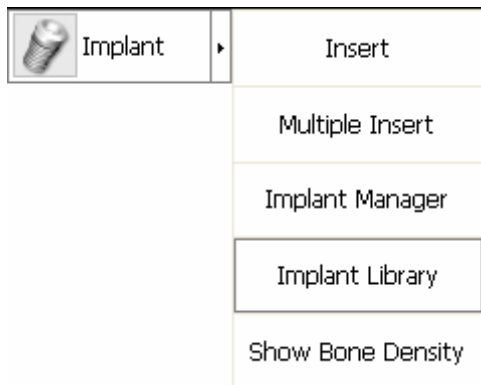 Implant
Insert
Multiple Insert
Implant Manager
Implant Library
Show Bone Density